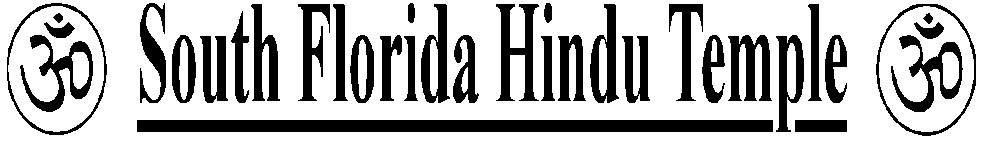 ॐ South Florida Hindu Temple ॐ